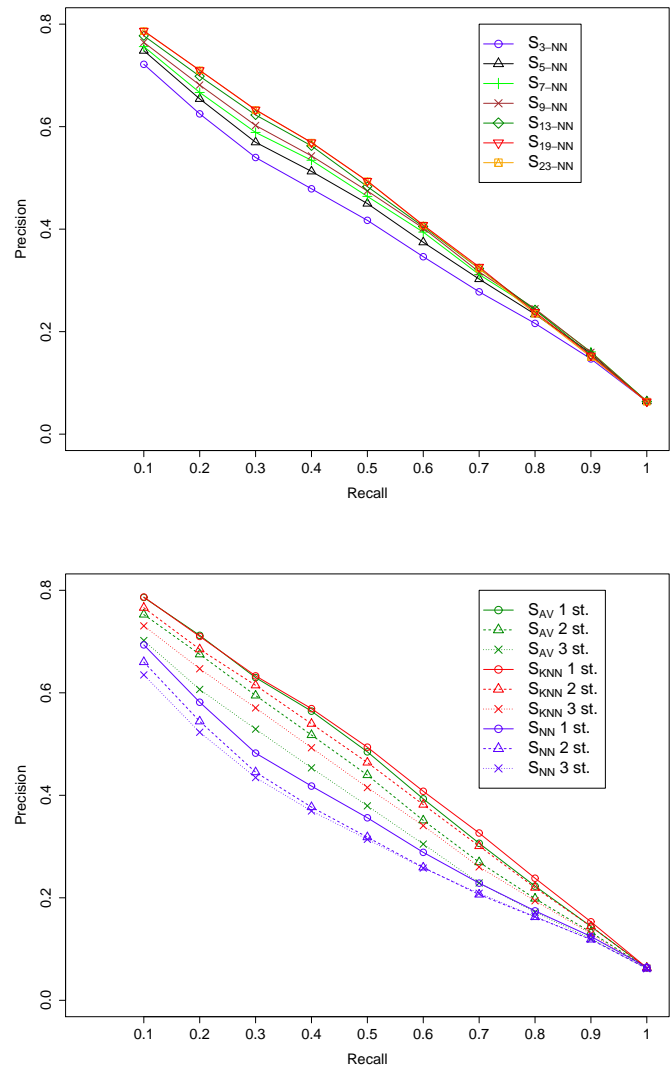 0.8
0.6
0.4
0.2
0.0
Precision
S3−NN
S5−NN
S7−NN
S9−NN
S13−NN
S19−NN
S23−NN
0.1 0.2 0.3 0.4 0.5 0.6 0.7 0.8 0.9 1
Recall
0.8
0.6
0.4
0.2
0.0
Precision
SAV 1 st.
SAV 2 st.
SAV 3 st.
SKNN 1 st.
SKNN 2 st.
SKNN 3 st.
SNN 1 st.
SNN 2 st.
SNN 3 st.
0.1 0.2 0.3 0.4 0.5 0.6 0.7 0.8 0.9 1
Recall